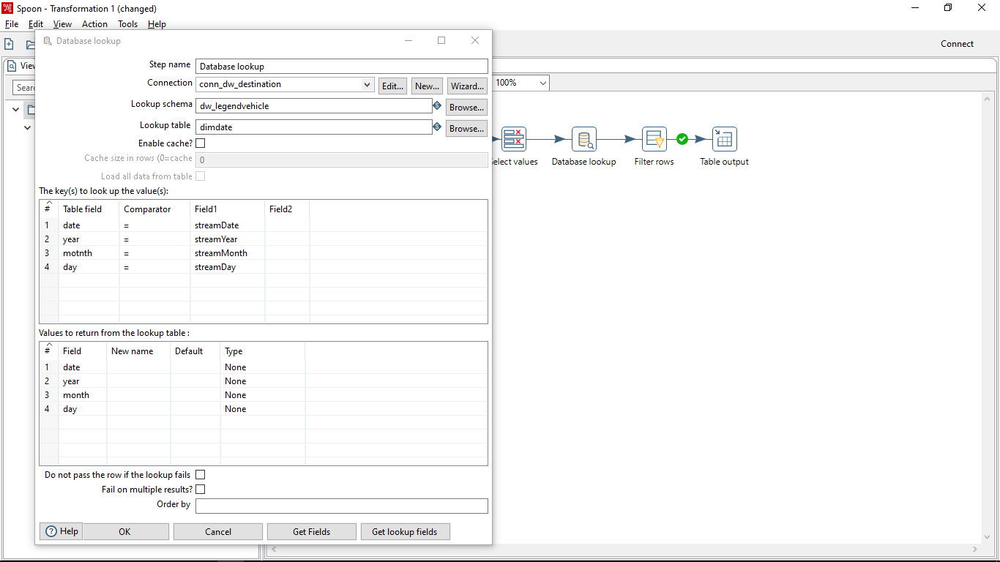 Spoon - Transformation 1 (changed)
File Edit View Action Tools Help
Connect
View
Sear
100%
Database lookup
Step name Database lookup
Connection conn_dw_destination Edit... New... Wizard...
Lookup schema dw_legendvehicle Browse...
Lookup table dimdate Browse...
Enable cache?
Cache size in rows (0=cache 0
Load all data from table
The key(s) to look up the value(s):
# Table field Comparator Field1 Field2
1 date = streamDate
2 year = streamYear
3 motnth = streamMonth
4 day = streamDay
Values to return from the lookup table :
# Field New name Default Type
1 date None
2 year None
3 month None
4 day None
Do not pass the row if the lookup fails
Fail on multiple results?
Order by
Help OK Cancel Get Fields Get lookup fields
elect values Database lookup Filter rows Table output